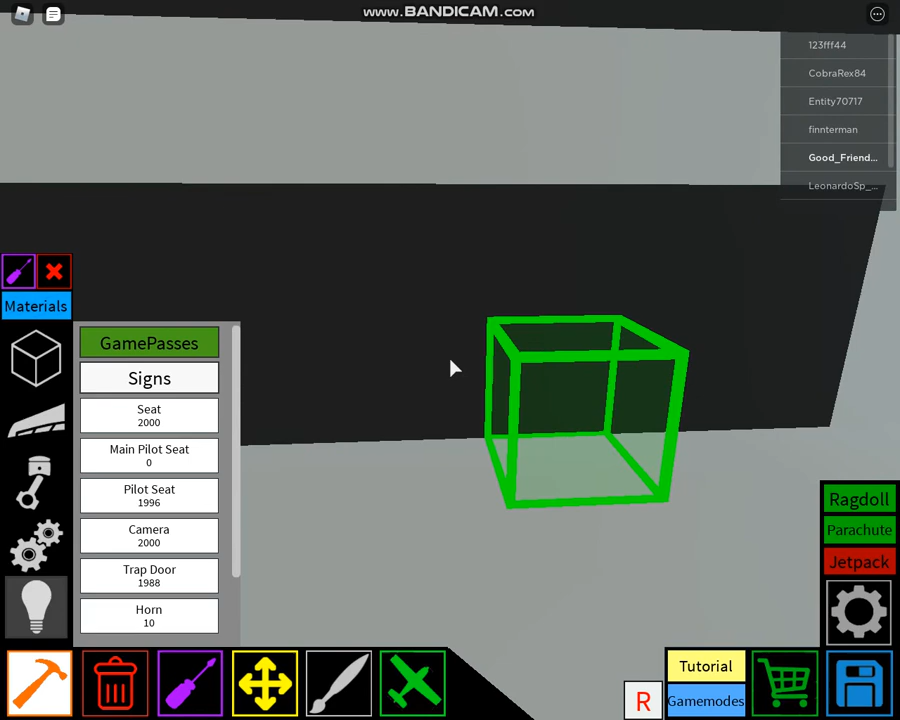 www.BANDICAM.com
123fff44
CobraRex84
Entity70717
finnterman
Good_Friend...
LeonardoSp_...
Materials
GamePasses
Signs
Seat
2000
Main Pilot Seat
0
Pilot Seat
1996
Camera
2000
Trap Door
1988
Horn
10
Ragdoll
Parachute
Jetpack
Tutorial
R
Gamemodes